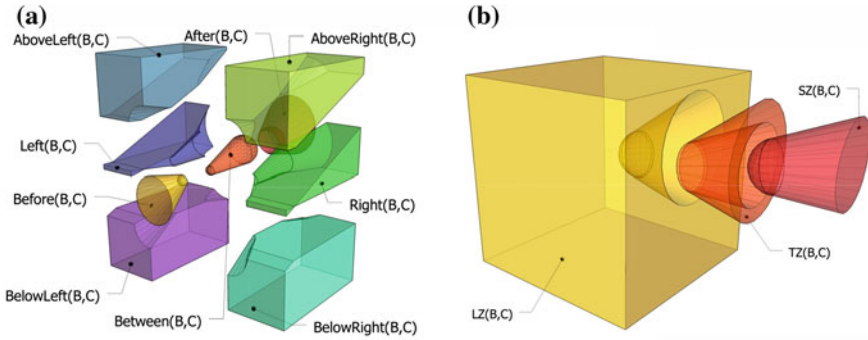 (a)
AboveLeft(B,C)
After(B,C)
AboveRight(B,C)
Left(B,C)
Before(B,C)
Right(B,C)
BelowLeft(B,C)
Between(B,C)
BelowRight(B,C)
(b)
SZ(B,C)
TZ(B,C)
LZ(B,C)